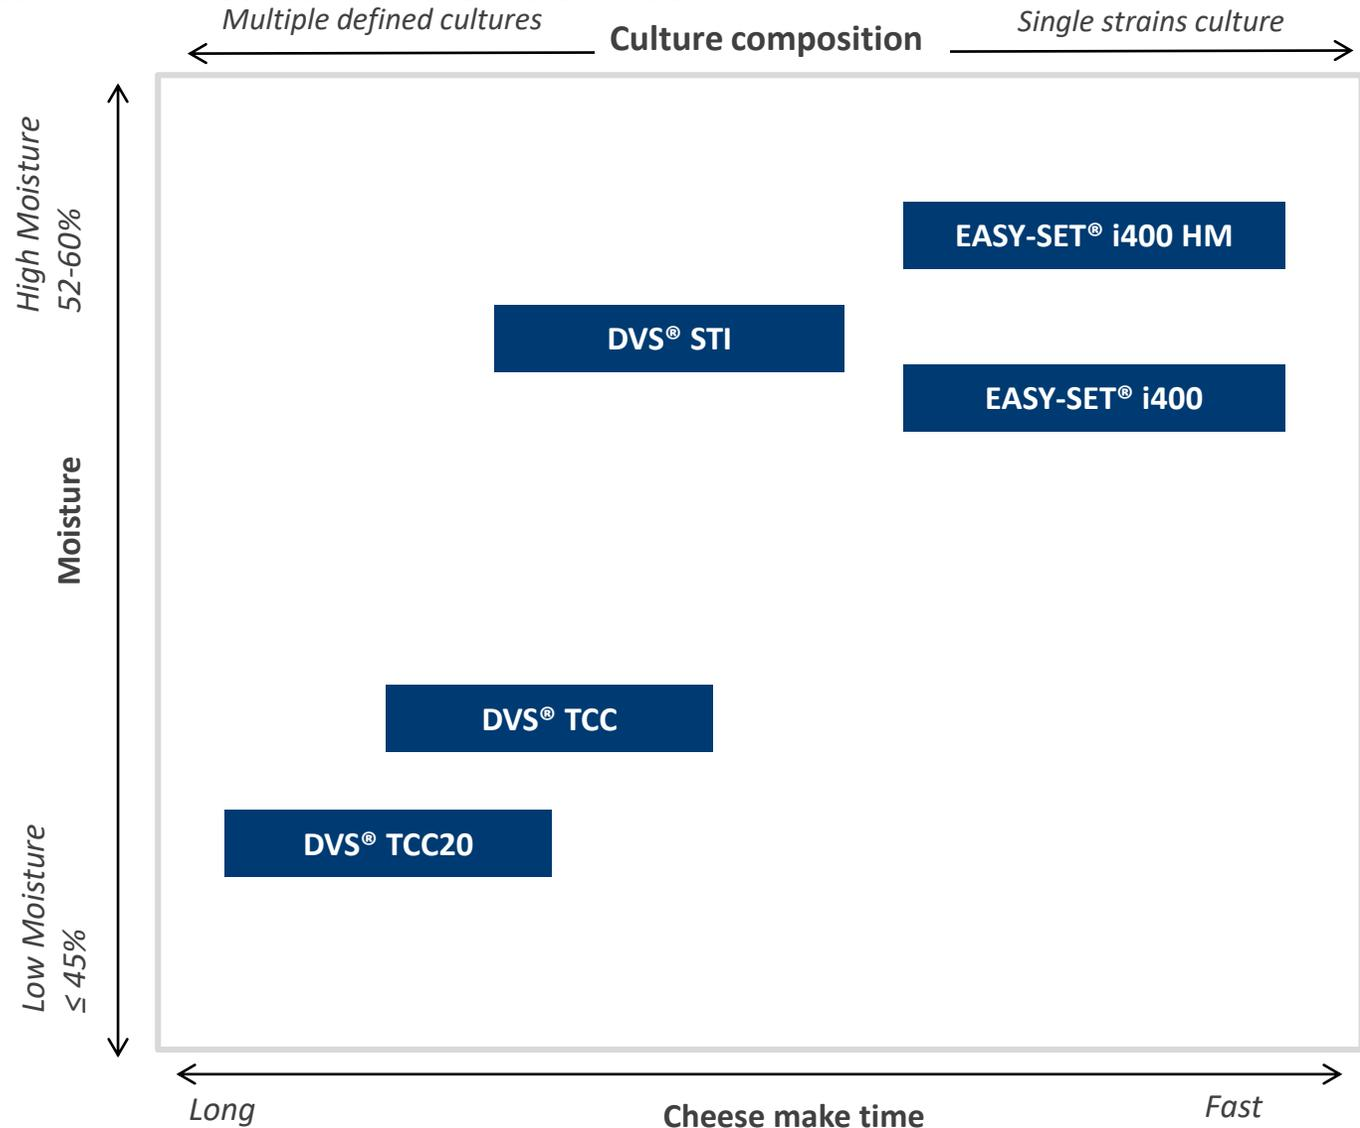 Multiple defined cultures
Culture composition
Single strains culture
High Moisture
52-60%
EASY-SET® i400 HM
DVS® STI
EASY-SET® i400
Moisture
DVS® TCC
DVS® TCC20
Low Moisture
≤ 45%
Long
Cheese make time
Fast